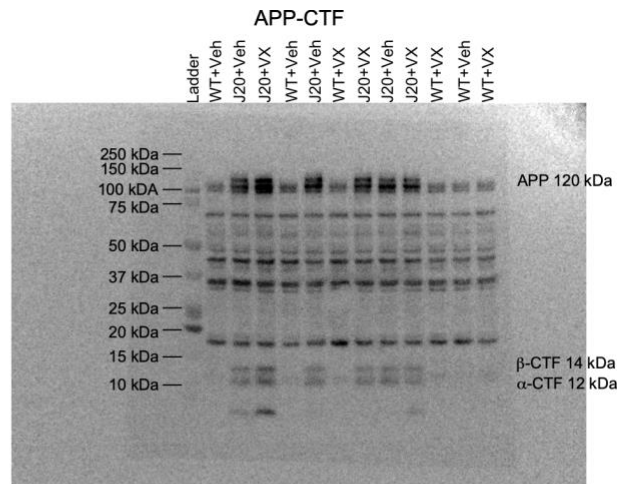 APP-CTF
Ladder
WT+Veh
J20+Veh
J20+VX
WT+Veh
J20+Veh
WT+VX
J20+VX
J20+Veh
J20+VX
WT+VX
WT+Veh
WT+VX
250 kDa
150 kDa
100 kDA
75 kDa
50 kDa
37 kDa
25 kDa
20 kDa
15 kDa
10 kDa
APP 120 kDa
β-CTF 14 kDa
α-CTF 12 kDa